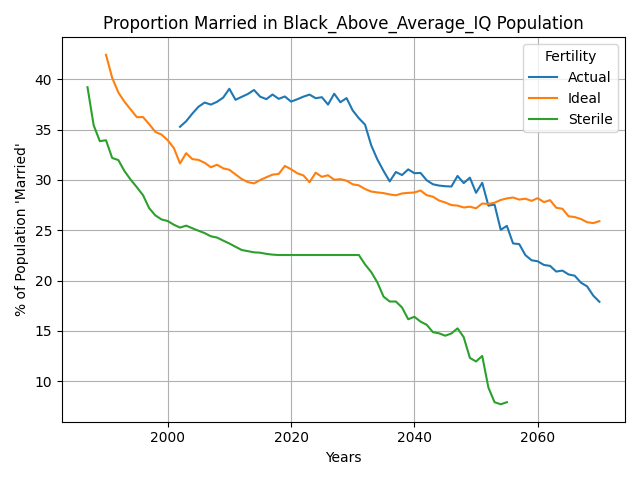 Proportion Married in Black_Above_Average_IQ Population
Fertility
Actual
Ideal
Sterile
% of Population 'Married'
40
35
30
25
20
15
10
2000
2020
2040
2060
Years